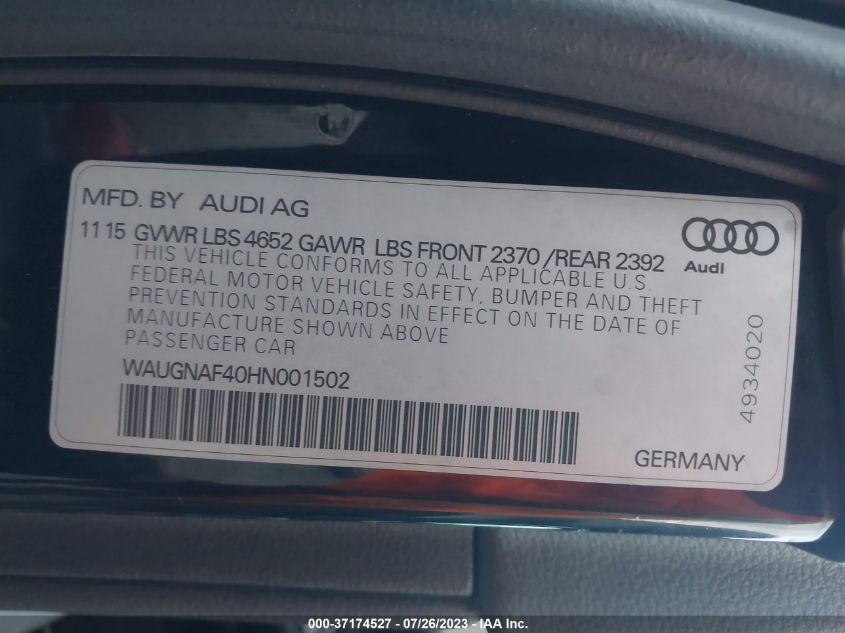 MFD. BY AUDI AG
11 15 GVWR LBS 4652 GAWR LBS FRONT 2370 /REAR 2392
THIS VEHICLE CONFORMS TO ALL APPLICABLE U.S.
FEDERAL MOTOR VEHICLE SAFETY, BUMPER AND THEFT
PREVENTION STANDARDS IN EFFECT ON THE DATE OF
MANUFACTURE SHOWN ABOVE
PASSENGER CAR
WAUGNAF40HN001502
Audi
4934020
GERMANY
000-37174527 / 07/26/2023 - IAA Inc.